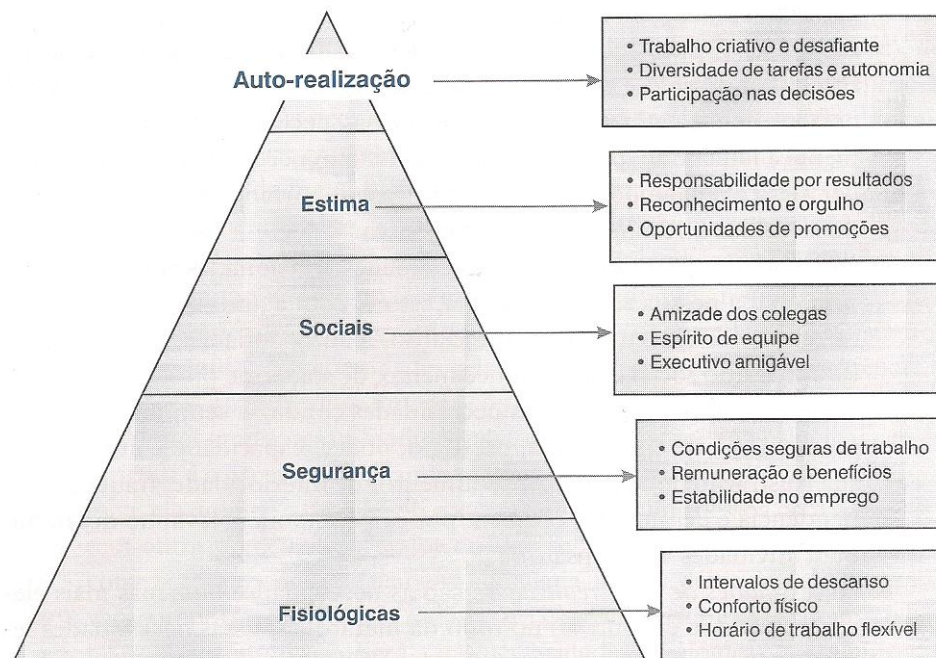 Auto-realização
• Trabalho criativo e desafiante
• Diversidade de tarefas e autonomia
• Participação nas decisões
Estima
• Responsabilidade por resultados
• Reconhecimento e orgulho
• Oportunidades de promoções
Sociais
• Amizade dos colegas
• Espírito de equipe
• Executivo amigável
Segurança
• Condições seguras de trabalho
• Remuneração e benefícios
• Estabilidade no emprego
Fisiológicas
• Intervalos de descanso
• Conforto físico
• Horário de trabalho flexível